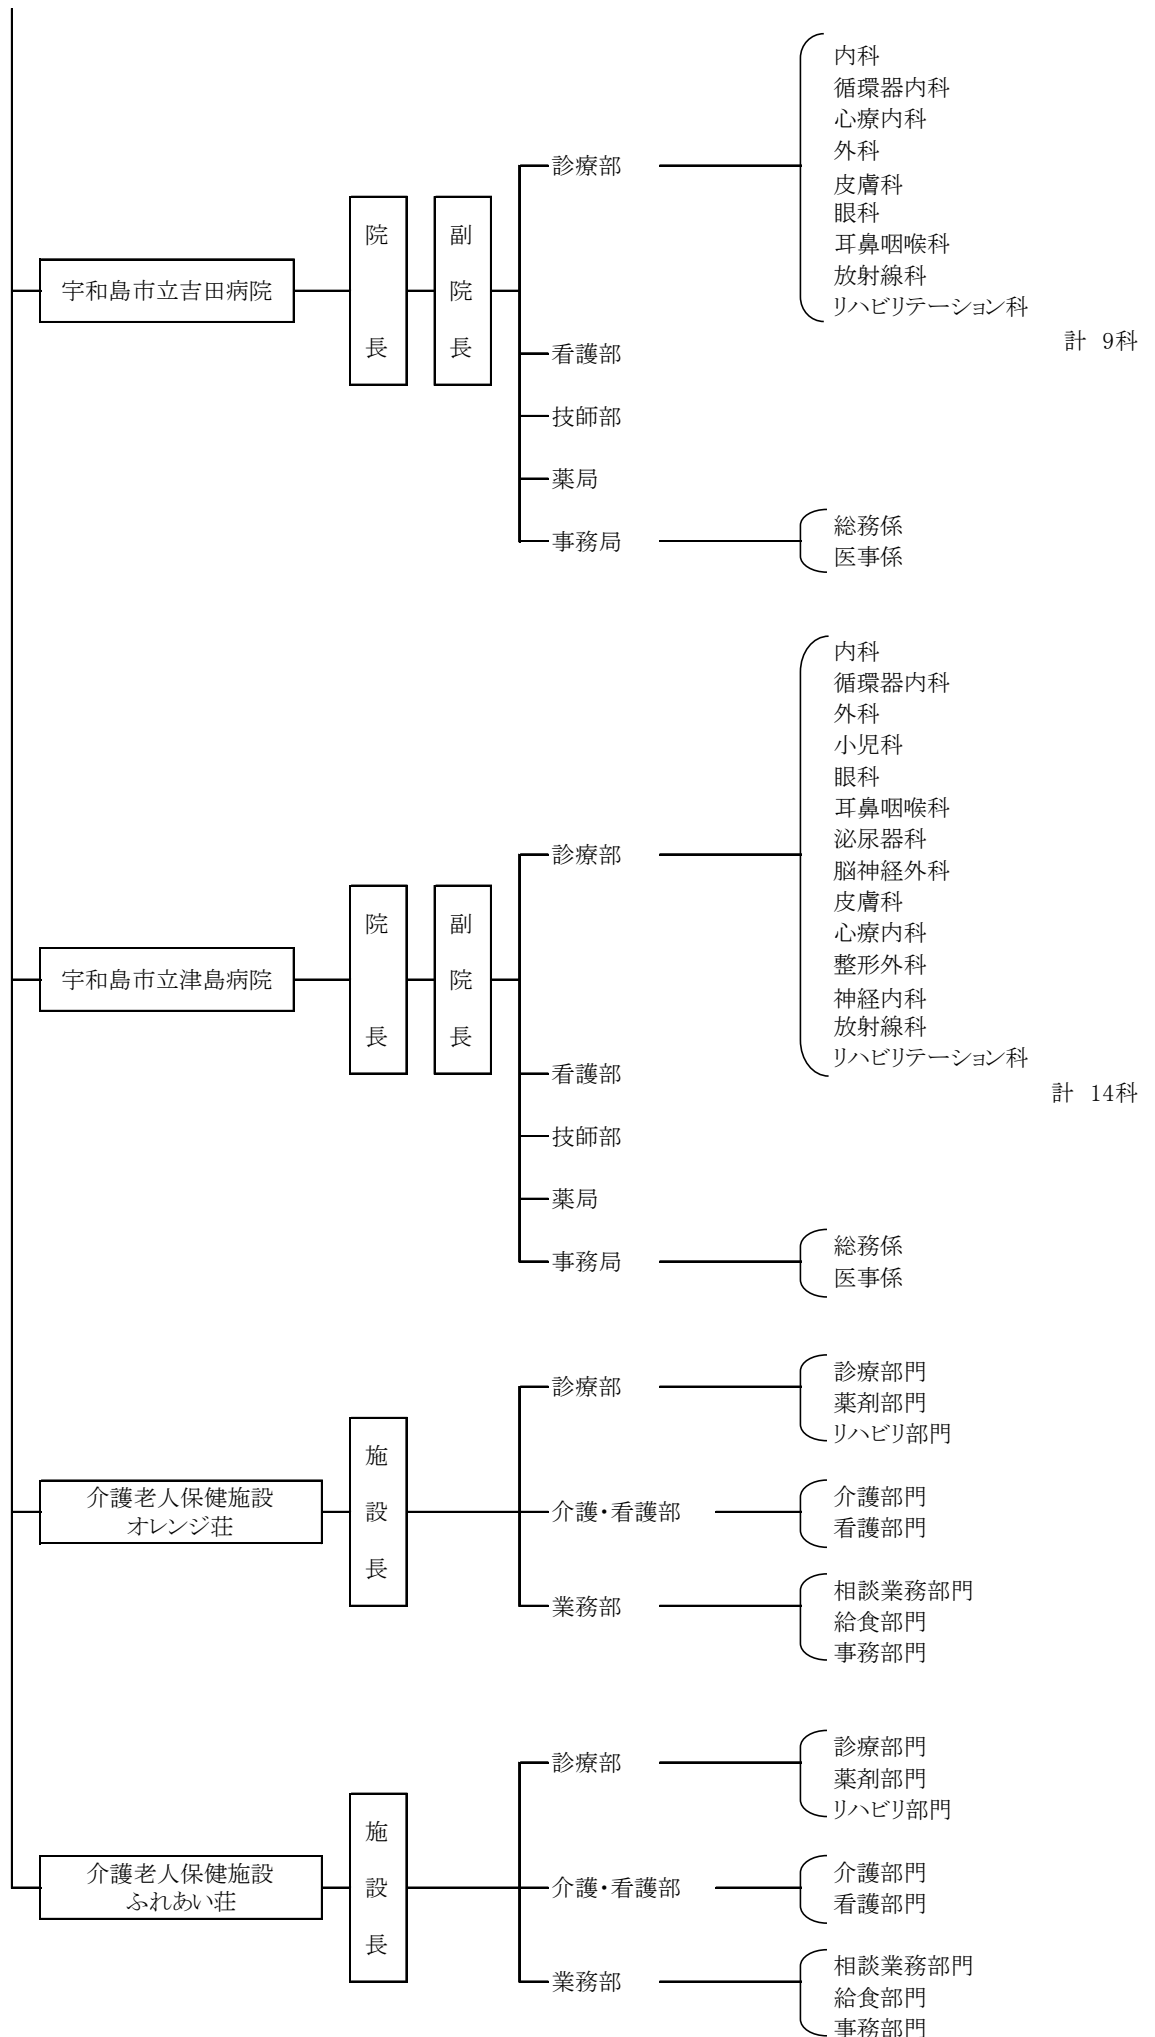 宇和島市立吉田病院
院長
副院長
診療部
内科
循環器内科
心療内科
外科
皮膚科
眼科
耳鼻咽喉科
放射線科
リハビリテーション科
計 9科
看護部
技師部
薬局
事務局
総務係
医事係
宇和島市立津島病院
院長
副院長
診療部
内科
循環器内科
外科
小児科
眼科
耳鼻咽喉科
泌尿器科
脳神経外科
皮膚科
心療内科
整形外科
神経内科
放射線科
リハビリテーション科
計 14科
看護部
技師部
薬局
事務局
総務係
医事係
介護老人保健施設
オレンジ荘
施設長
診療部
診療部門
薬剤部門
リハビリ部門
介護・看護部
介護部門
看護部門
業務部
相談業務部門
給食部門
事務部門
介護老人保健施設
ふれあい荘
施設長
診療部
診療部門
薬剤部門
リハビリ部門
介護・看護部
介護部門
看護部門
業務部
相談業務部門
給食部門
事務部門